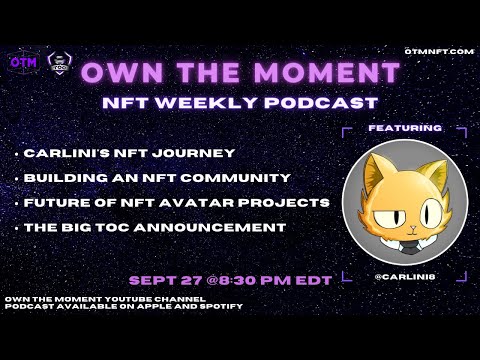 OTM
OTMNFT.COM
OWN THE MOMENT
NFT WEEKLY PODCAST
FEATURING
• CARLINI'S NFT JOURNEY
• BUILDING AN NFT COMMUNITY
• FUTURE OF NFT AVATAR PROJECTS
• THE BIG TOC ANNOUNCEMENT
@CARLINI8
SEPT 27 @8:30 PM EDT
OWN THE MOMENT YOUTUBE CHANNEL
PODCAST AVAILABLE ON APPLE AND SPOTIFY